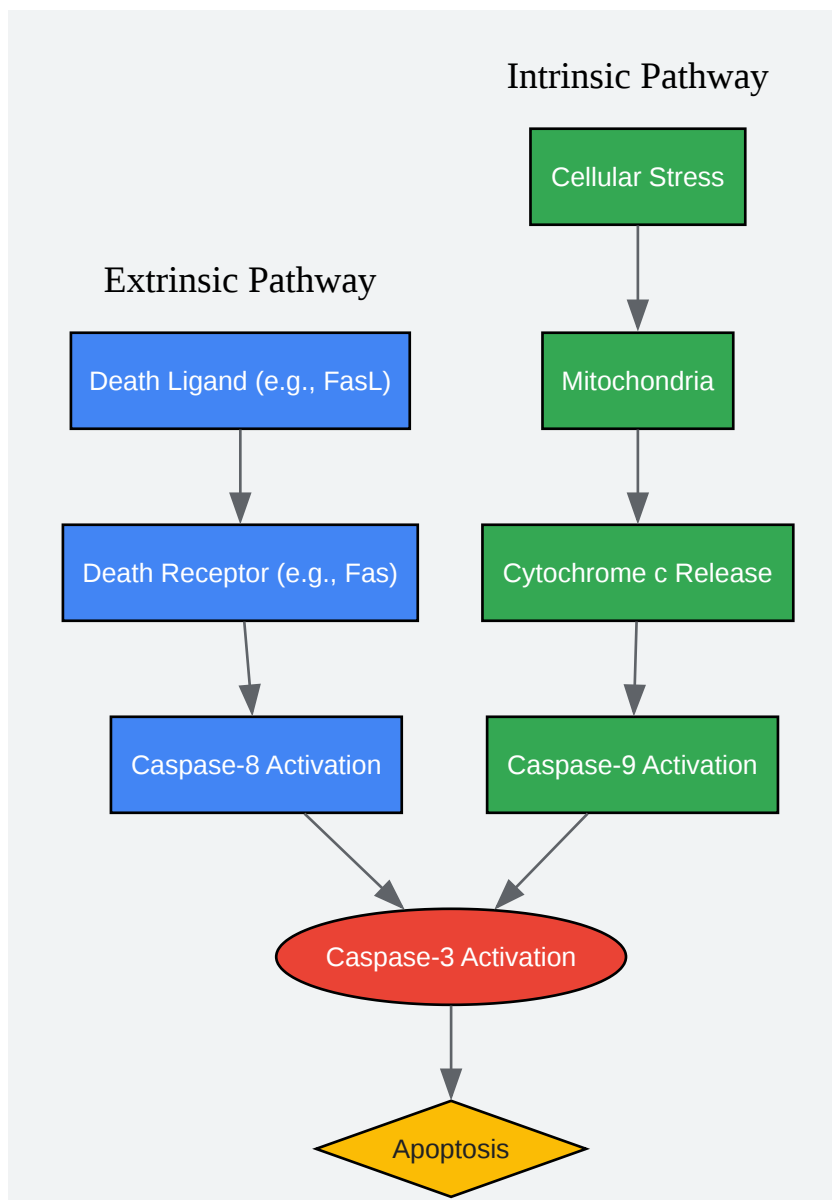 Intrinsic Pathway
Cellular Stress
Extrinsic Pathway
Death Ligand (e.g., FasL)
Mitochondria
Death Receptor (e.g., Fas)
Cytochrome c Release
Caspase-8 Activation
Caspase-9 Activation
Caspase-3 Activation
Apoptosis